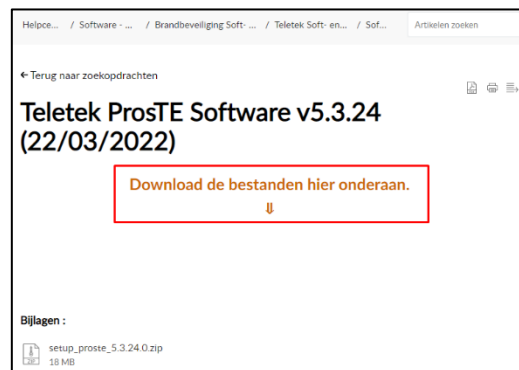 Helpce... / Software - ... / Brandbeveiliging Soft- ... / Teletek Soft- en... / Sof...
Artikelen zoeken
← Terug naar zoekopdrachten
Teletek ProsTE Software v5.3.24
(22/03/2022)
Download de bestanden hier onderaan.
⇓
Bijlagen :
setup_proste_5.3.24.0.zip
18 MB